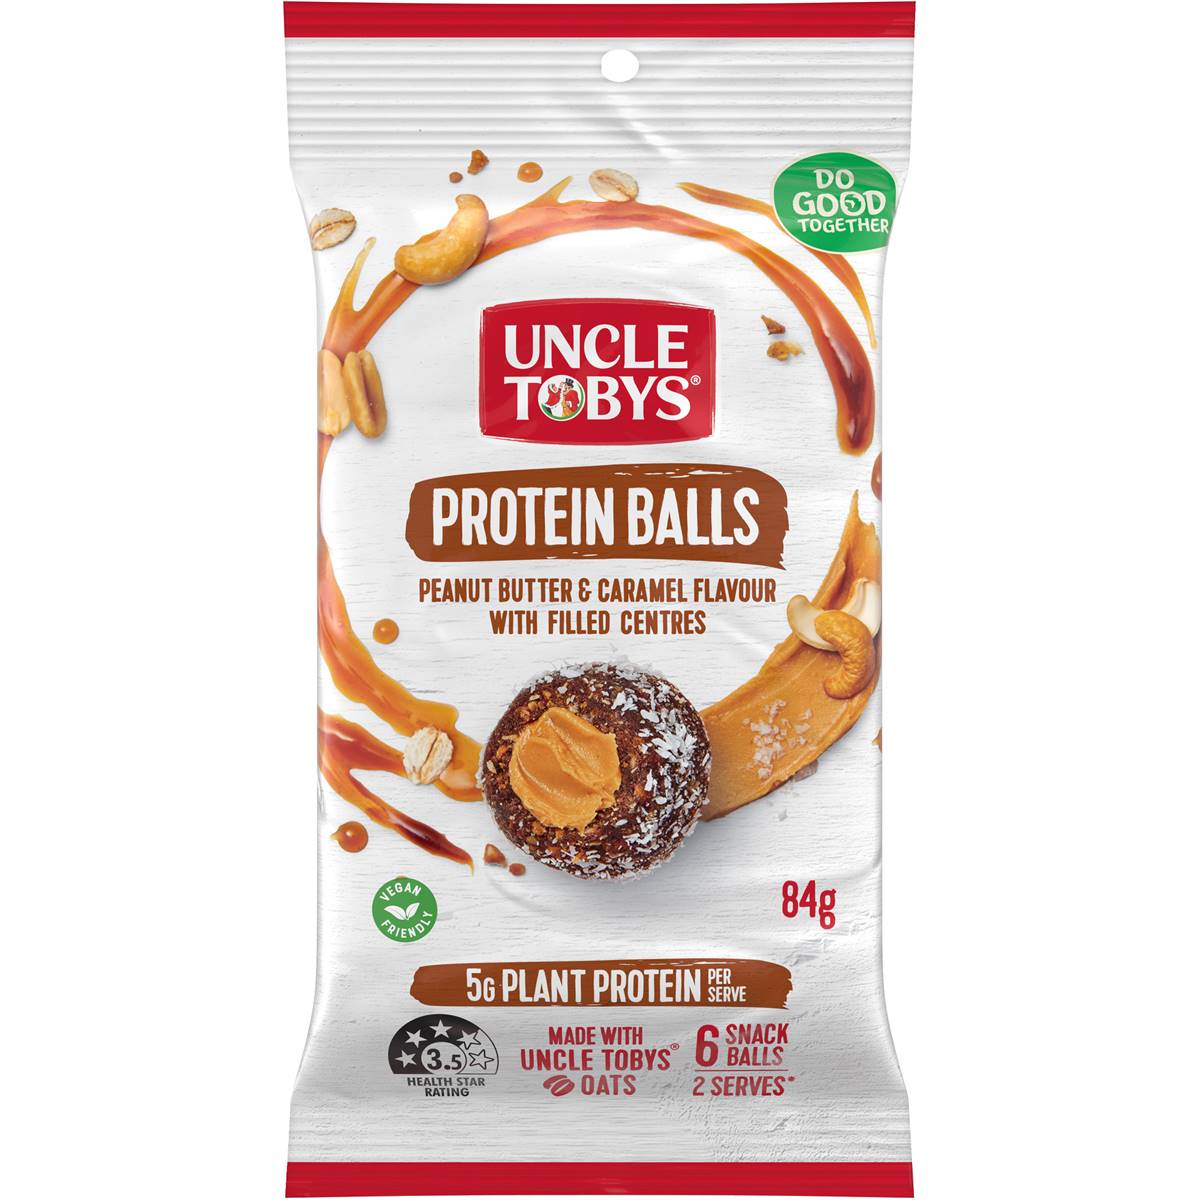 DO
GOOD
TOGETHER
UNCLE
TOBYS®
PROTEIN BALLS
PEANUT BUTTER & CARAMEL FLAVOUR
WITH FILLED CENTRES
84g
VEGAN
FRIENDLY
5G PLANT PROTEIN PER SERVE
3.5
HEALTH STAR
RATING
MADE WITH
UNCLE TOBYS®
OATS
6 SNACK BALLS
2 SERVES*